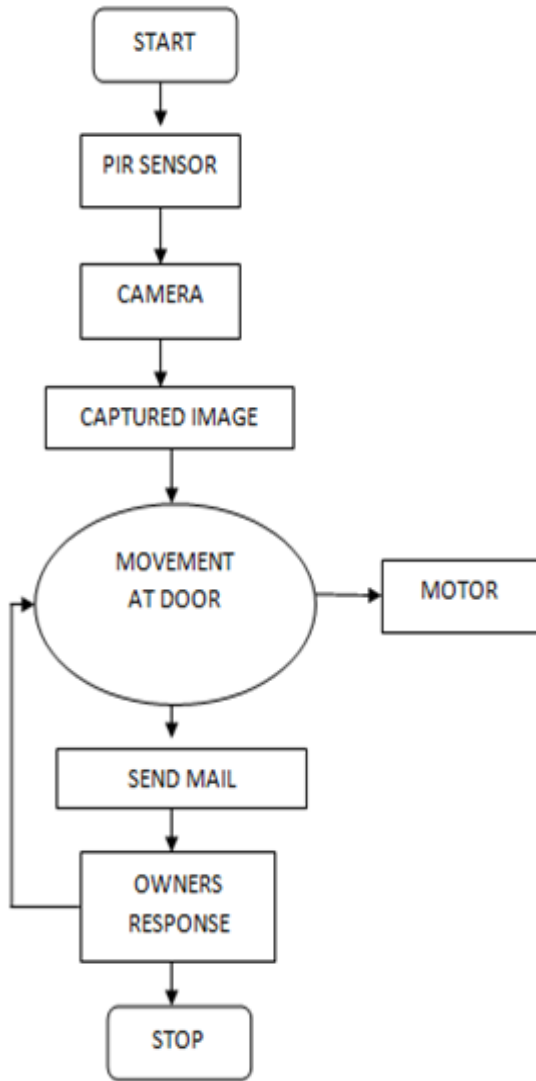 START
PIR SENSOR
CAMERA
CAPTURED IMAGE
MOVEMENT
AT DOOR
MOTOR
SEND MAIL
OWNERS
RESPONSE
STOP